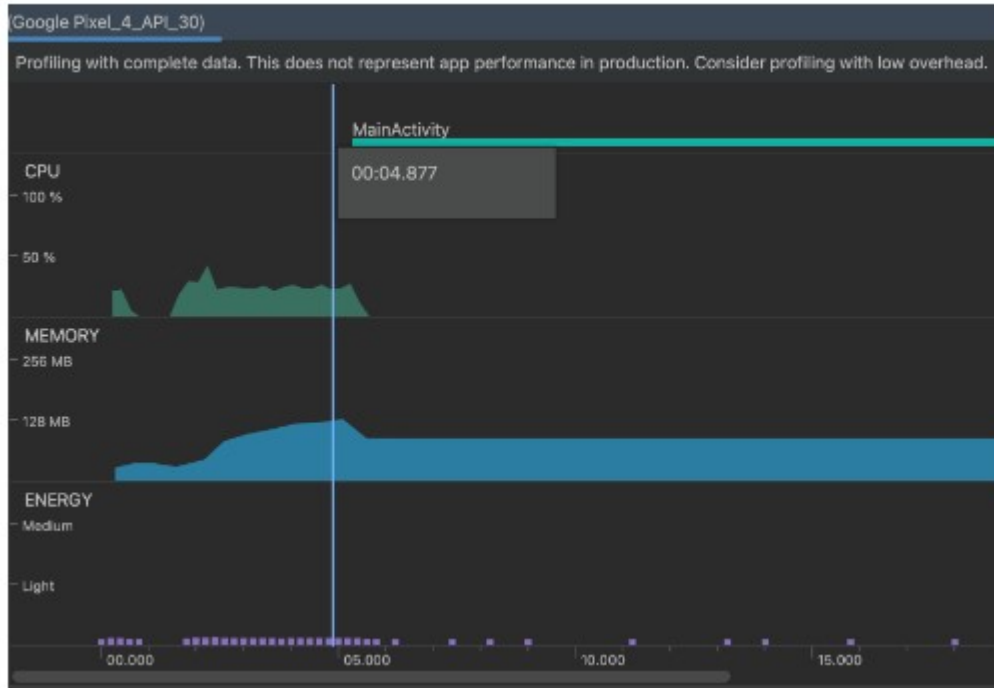 (Google Pixel_4_API_30)
Profiling with complete data. This does not represent app performance in production. Consider profiling with low overhead.
MainActivity
CPU
00:04.877
100 %
50 %
MEMORY
256 MB
128 MB
ENERGY
Medium
Light
00.000
05.000
10.000
15.000